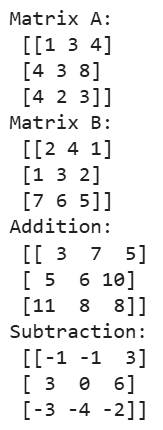 Matrix A:
 [[1 3 4]
 [4 3 8]
 [4 2 3]]
Matrix B:
 [[2 4 1]
 [1 3 2]
 [7 6 5]]
Addition:
 [[ 3  7  5]
 [ 5  6 10]
 [11  8  8]]
Subtraction:
 [[-1 -1  3]
 [ 3  0  6]
 [-3 -4 -2]]